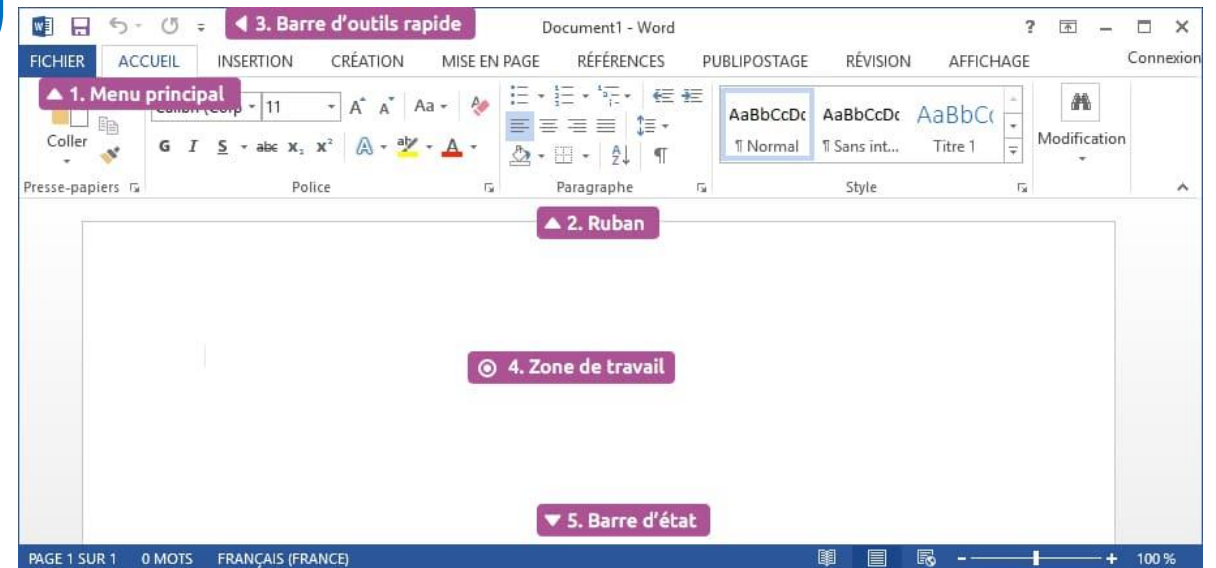 3. Barre d'outils rapide
Document1 - Word
?
FICHIER ACCUEIL INSERTION CRÉATION MISE EN PAGE RÉFÉRENCES PUBLIPOSTAGE RÉVISION AFFICHAGE Connexion
1. Menu principal
11 A A Aa
Coller
G I S abc X₂ X² A aby A
AaBbCcDc AaBbCcDc AaBbC(
¶ Normal ¶ Sans int... Titre 1
Modification
Presse-papiers Police Paragraphe Style
2. Ruban
4. Zone de travail
5. Barre d'état
PAGE 1 SUR 1 0 MOTS FRANÇAIS (FRANCE) - + 100 %